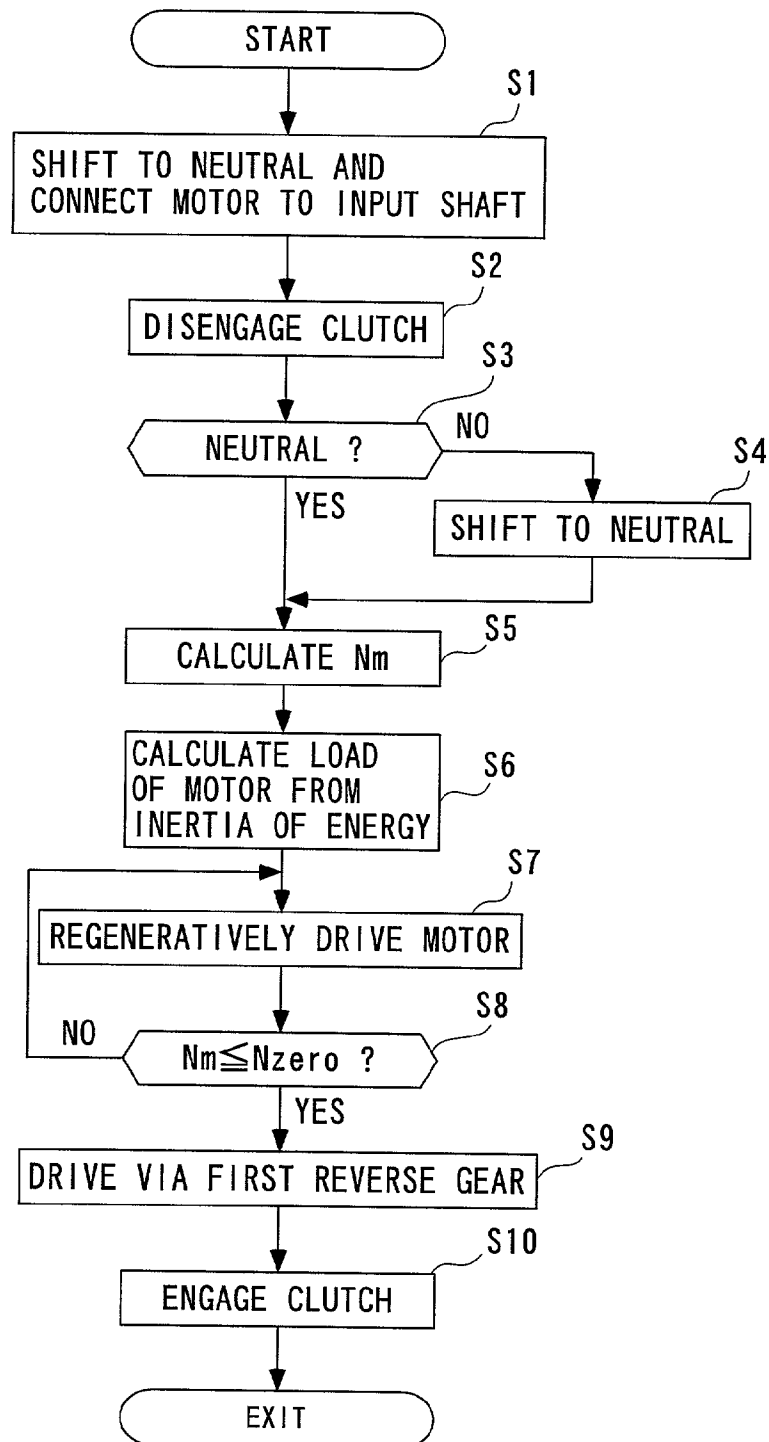 START
S1
SHIFT TO NEUTRAL AND
CONNECT MOTOR TO INPUT SHAFT
S2
DISENGAGE CLUTCH
S3
NEUTRAL ?
NO
S4
YES
SHIFT TO NEUTRAL
S5
CALCULATE Nm
CALCULATE LOAD
S6
OF MOTOR FROM
INERTIA OF ENERGY
S7
REGENERATIVELY DRIVE MOTOR
S8
NO
Nm≦Nzero ?
YES
S9
DRIVE VIA FIRST REVERSE GEAR
S10
ENGAGE CLUTCH
EXIT